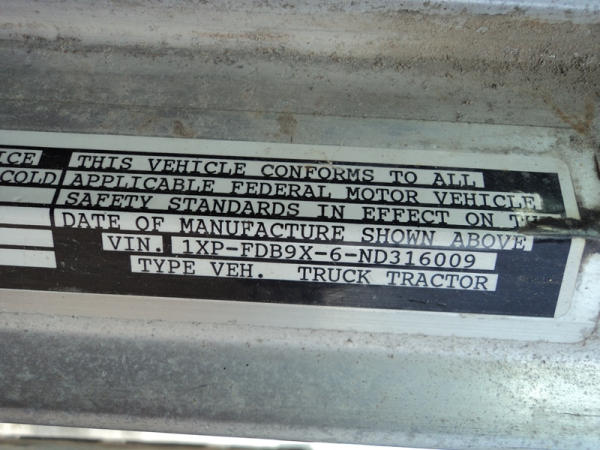 ICE THIS VEHICLE CONFORMS TO ALL
COLD APPLICABLE FEDERAL MOTOR VEHICLE
SAFETY STANDARDS IN EFFECT ON TH
DATE OF MANUFACTURE SHOWN ABOVE
VIN. 1XP-FDB9X-6-ND316009
TYPE VEH. TRUCK TRACTOR